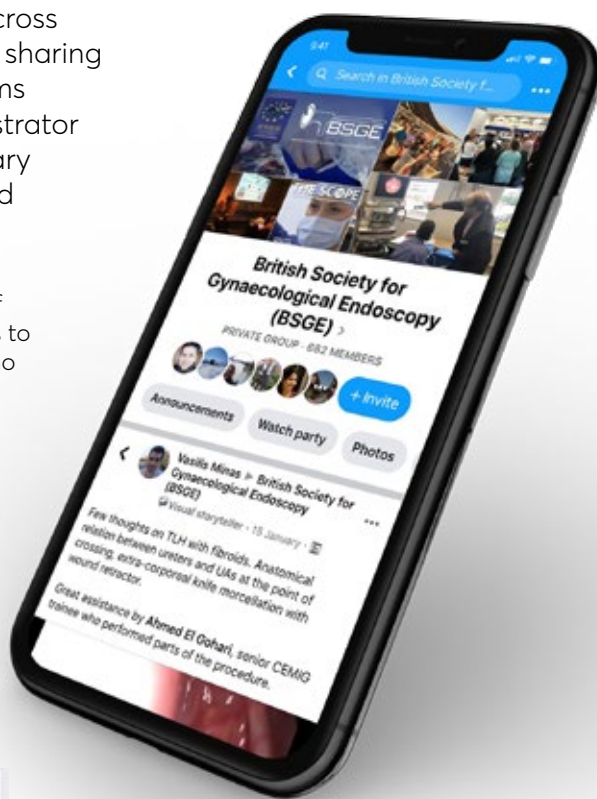 cross
sharing
ms
strator
ary
d
s to
o
9:41
Search in British Society f...
BSGE
THE SCOPE
British Society for
Gynaecological Endoscopy
(BSGE) >
PRIVATE GROUP · 682 MEMBERS
+ Invite
Announcements
Watch party
Photos
Vasilis Minas ▸ British Society for
Gynaecological Endoscopy
(BSGE)
Visual storyteller · 15 January ·
Few thoughts on TLH with fibroids. Anatomical
relation between ureters and UAs at the point of
crossing, extra-corporeal knife morcellation with
wound retractor.
Great assistance by Ahmed El Gohari, senior CEMIG
trainee who performed parts of the procedure.